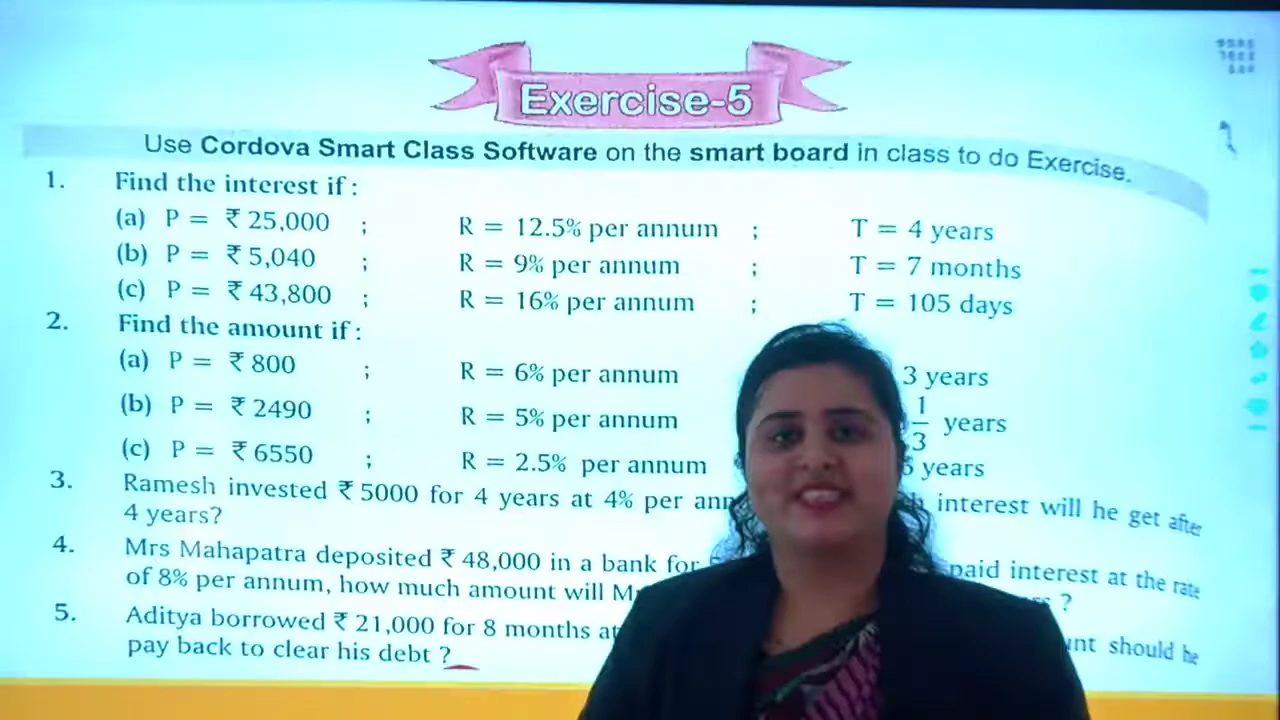 Exercise-5
Use Cordova Smart Class Software on the smart board in class to do Exercise.
1. Find the interest if :
(a) P = ₹ 25,000 ; R = 12.5% per annum ; T = 4 years
(b) P = ₹ 5,040 ; R = 9% per annum ; T = 7 months
(c) P = ₹ 43,800 ; R = 16% per annum ; T = 105 days
2. Find the amount if :
(a) P = ₹ 800 ; R = 6% per annum 3 years
(b) P = ₹ 2490 ; R = 5% per annum 1/3 years
(c) P = ₹ 6550 ; R = 2.5% per annum years
3. Ramesh invested ₹ 5000 for 4 years at 4% per interest will he get after
4 years?
4. Mrs Mahapatra deposited ₹ 48,000 in a bank for paid interest at the rate
of 8% per annum, how much amount will ?
5. Aditya borrowed ₹ 21,000 for 8 months at should he
pay back to clear his debt ?